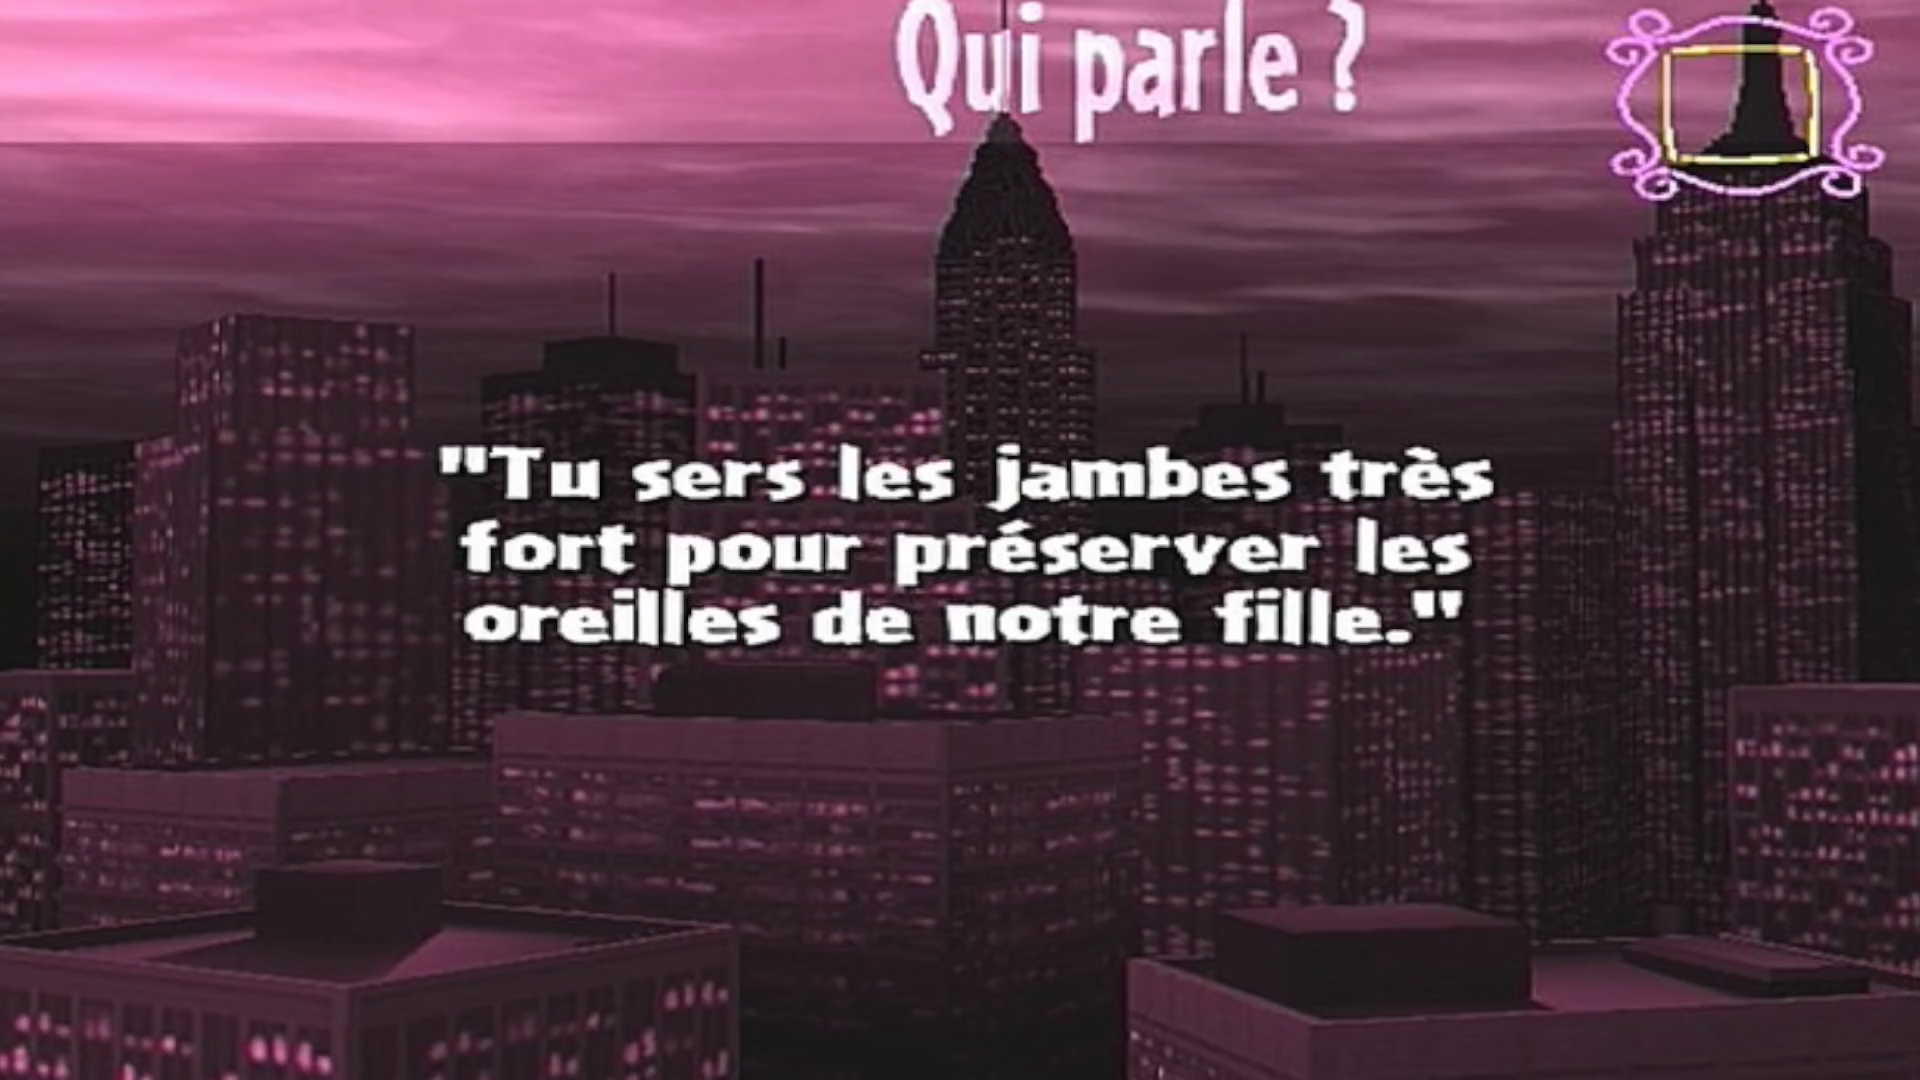 Qui parle ?
"Tu sers les jambes très
fort pour préserver les
oreilles de notre fille."